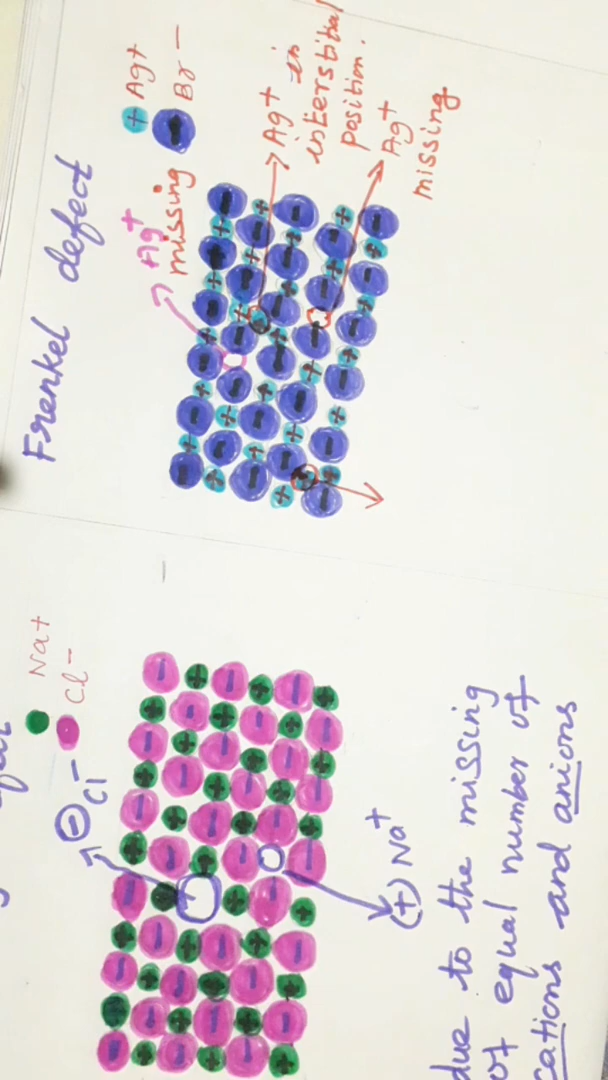 Frenkel defect
+ Ag+
− Br −
Ag+
missing
Ag+ in
interstitial
position.
Ag+
missing
Na+
Cl−
− Cl−
(+) Na+
due to the missing
of equal number of
cations and anions